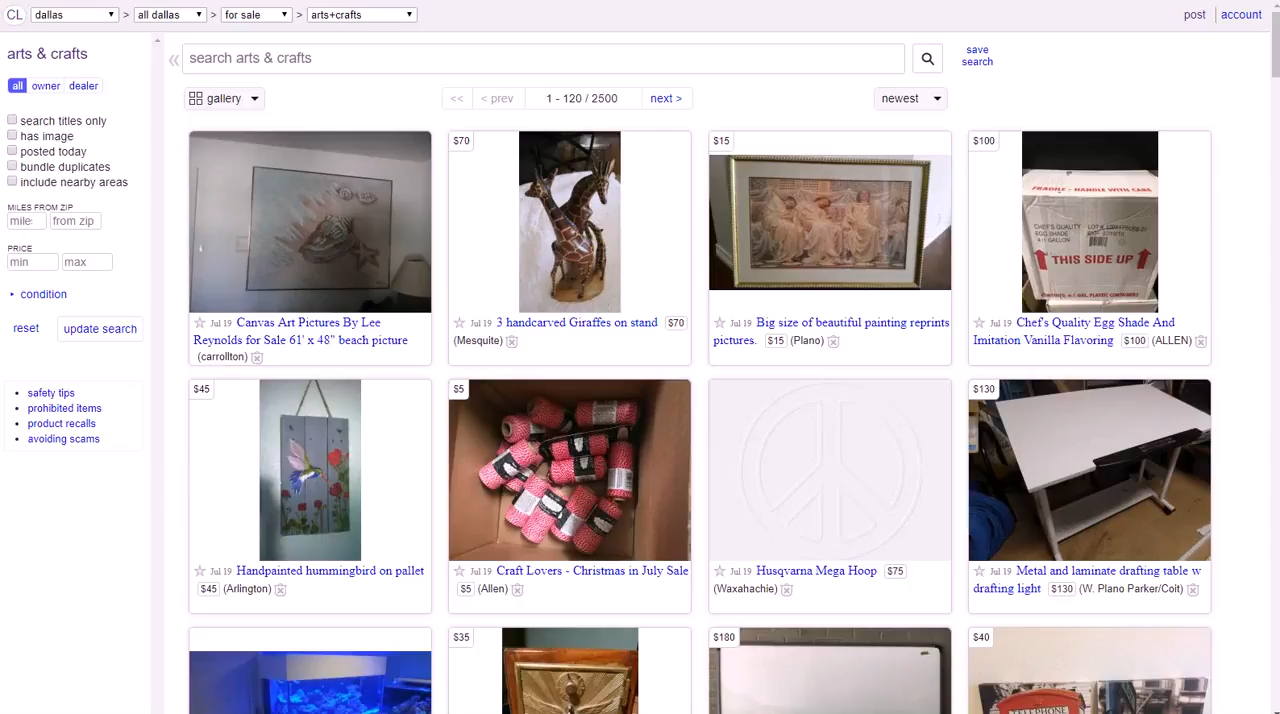 CL dallas > all dallas > for sale > arts+crafts post account
arts & crafts
all owner dealer
search titles only
has image
posted today
bundle duplicates
include nearby areas
MILES FROM ZIP
mile from zip
PRICE
min max
condition
reset update search
safety tips
prohibited items
product recalls
avoiding scams
« search arts & crafts save
search
gallery << < prev 1 - 120 / 2500 next > newest
Jul 19 Canvas Art Pictures By Lee
Reynolds for Sale 61' x 48" beach picture
(carrollton)
$70
Jul 19 3 handcarved Giraffes on stand $70
(Mesquite)
$15
Jul 19 Big size of beautiful painting reprints
pictures. $15 (Plano)
$100
FRAGILE - HANDLE WITH CARE
CHEF'S QUALITY
EGG SHADE
4/1 GALLON
THIS SIDE UP
Jul 19 Chef's Quality Egg Shade And
Imitation Vanilla Flavoring $100 (ALLEN)
$45
Jul 19 Handpainted hummingbird on pallet
$45 (Arlington)
$5
Jul 19 Craft Lovers - Christmas in July Sale
$5 (Allen)
Jul 19 Husqvarna Mega Hoop $75
(Waxahachie)
$130
Jul 19 Metal and laminate drafting table w
drafting light $130 (W. Plano Parker/Coit)
$35
$180
$40
TELEPHONE